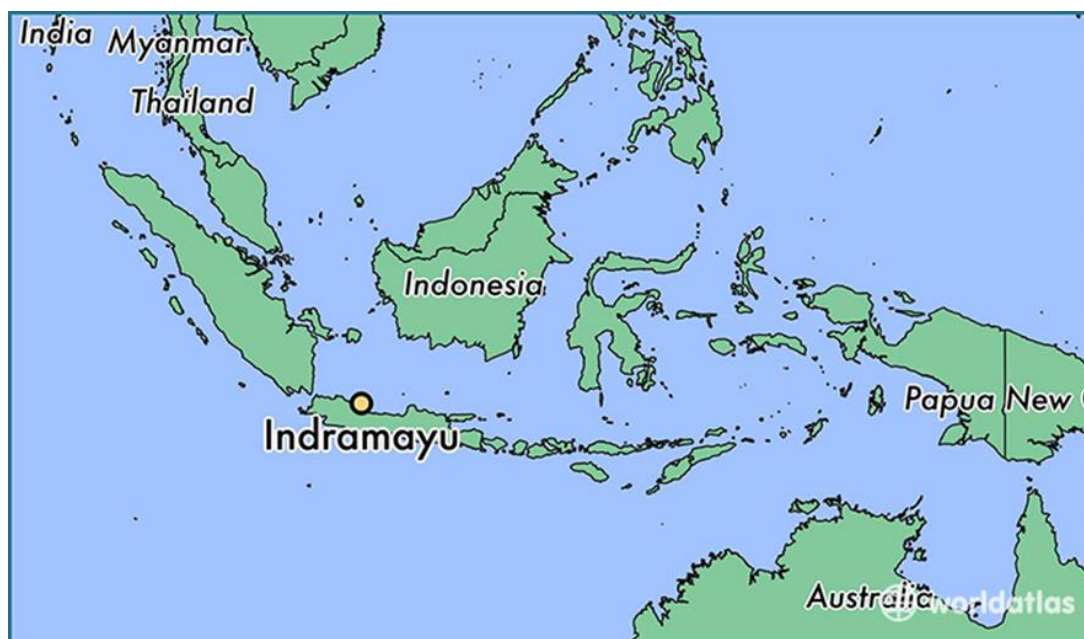 India
Myanmar
Thailand
Indonesia
Indramayu
Papua New
Australia
worldatlas